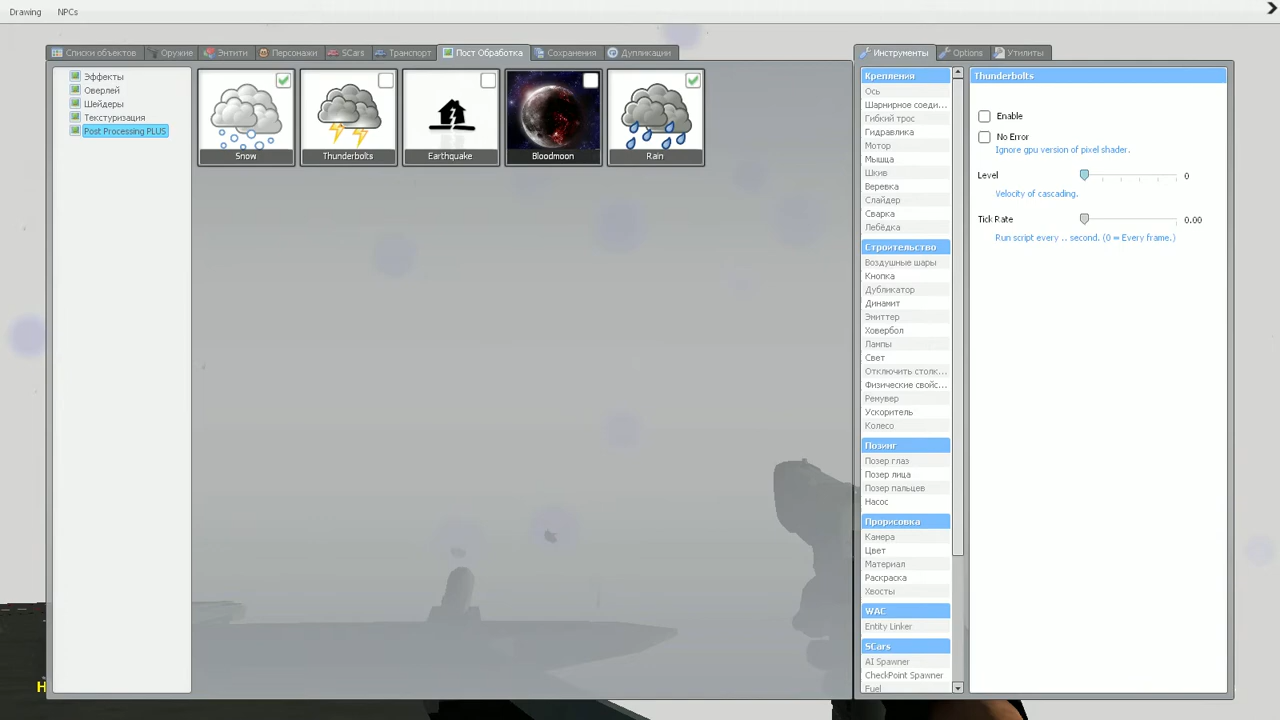 Drawing NPCs
Списки объектов Оружие Энтити Персонажи SCars Транспорт Пост Обработка Сохранения Дупликации
Эффекты
Оверлей
Шейдеры
Текстуризация
Post Processing PLUS
Snow Thunderbolts Earthquake Bloodmoon Rain
Инструменты Options Утилиты
Крепления
Ось
Шарнирное соеди...
Гибкий трос
Гидравлика
Мотор
Мышца
Шкив
Веревка
Слайдер
Сварка
Лебёдка
Строительство
Воздушные шары
Кнопка
Дубликатор
Динамит
Эмиттер
Ховербол
Лампы
Свет
Отключить столк...
Физические свойс...
Ремувер
Ускоритель
Колесо
Позинг
Позер глаз
Позер лица
Позер пальцев
Насос
Прорисовка
Камера
Цвет
Материал
Раскраска
Хвосты
WAC
Entity Linker
SCars
AI Spawner
CheckPoint Spawner
Fuel
Thunderbolts
Enable
No Error
Ignore gpu version of pixel shader.
Level 0
Velocity of cascading.
Tick Rate 0.00
Run script every .. second. (0 = Every frame.)
H